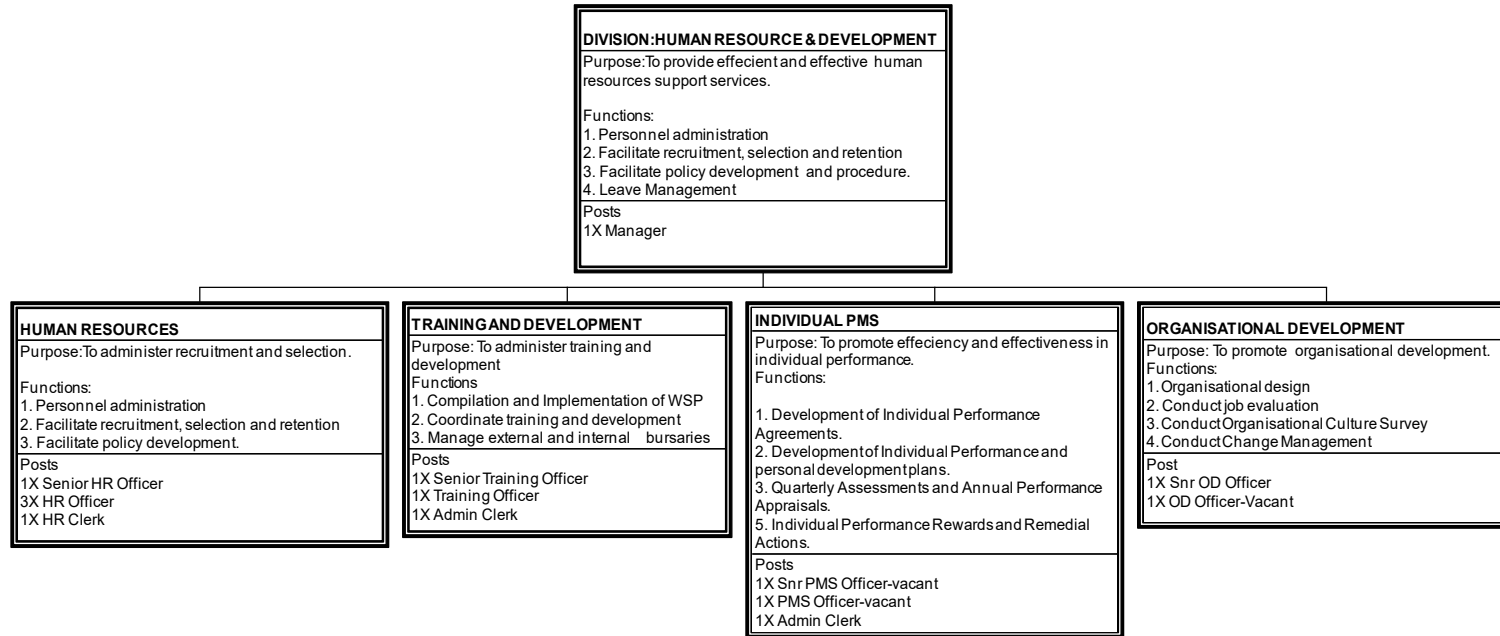 DIVISION:HUMAN RESOURCE & DEVELOPMENT
Purpose:To provide effecient and effective human
resources support services.
Functions:
1. Personnel administration
2. Facilitate recruitment, selection and retention
3. Facilitate policy development and procedure.
4. Leave Management
Posts
1X Manager
HUMAN RESOURCES
Purpose:To administer recruitment and selection.
Functions:
1. Personnel administration
2. Facilitate recruitment, selection and retention
3. Facilitate policy development.
Posts
1X Senior HR Officer
3X HR Officer
1X HR Clerk
TRAINING AND DEVELOPMENT
Purpose: To administer training and
development
Functions
1. Compilation and Implementation of WSP
2. Coordinate training and development
3. Manage external and internal bursaries
Posts
1X Senior Training Officer
1X Training Officer
1X Admin Clerk
INDIVIDUAL PMS
Purpose: To promote effeciency and effectiveness in
individual performance.
Functions:
1. Development of Individual Performance
Agreements.
2. Development of Individual Performance and
personal development plans.
3. Quarterly Assessments and Annual Performance
Appraisals.
5. Individual Performance Rewards and Remedial
Actions.
Posts
1X Snr PMS Officer-vacant
1X PMS Officer-vacant
1X Admin Clerk
ORGANISATIONAL DEVELOPMENT
Purpose: To promote organisational development.
Functions:
1. Organisational design
2. Conduct job evaluation
3. Conduct Organisational Culture Survey
4. Conduct Change Management
Post
1X Snr OD Officer
1X OD Officer-Vacant